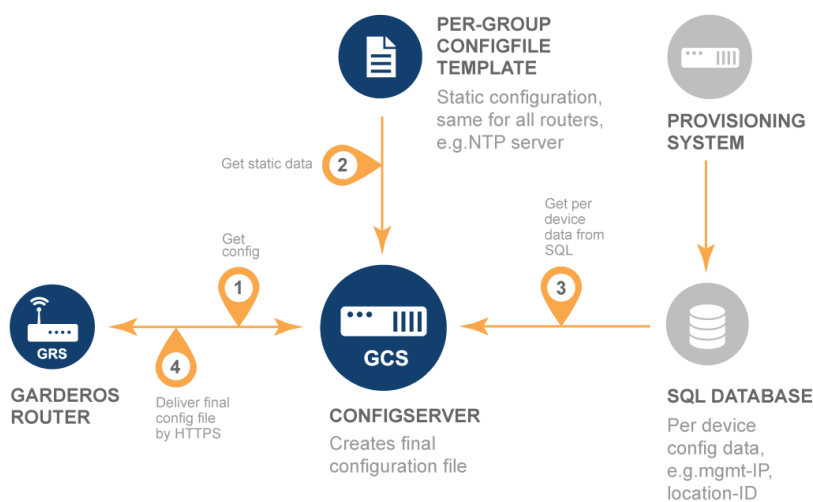 PER-GROUP
CONFIGFILE
TEMPLATE
Static configuration,
same for all routers,
e.g.NTP server
PROVISIONING
SYSTEM
Get static data
2
Get
config
1
Get per
device
data from
SQL
3
GRS
4
GCS
GARDEROS
ROUTER
Deliver final
config file
by HTTPS
CONFIGSERVER
Creates final
configuration file
SQL DATABASE
Per device
config data,
e.g.mgmt-IP,
location-ID